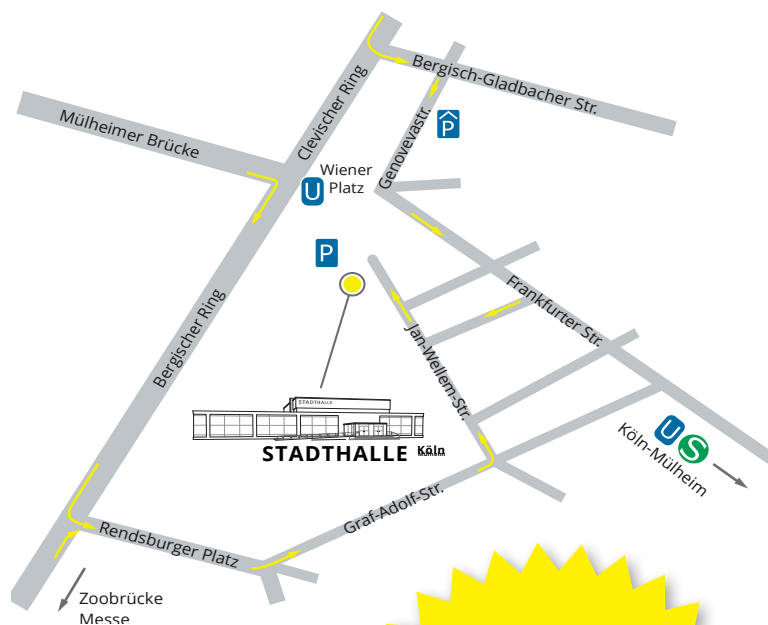 Bergisch-Gladbacher Str.
Clevischer Ring
Mülheimer Brücke
Genovevastr.
P
Wiener
Platz
U
P
Frankfurter Str.
Bergischer Ring
Jan-Wellem-Str.
STADTHALLE
STADTHALLE Köln
Mülheim
U S
Köln-Mülheim
Graf-Adolf-Str.
Rendsburger Platz
Zoobrücke
Messe